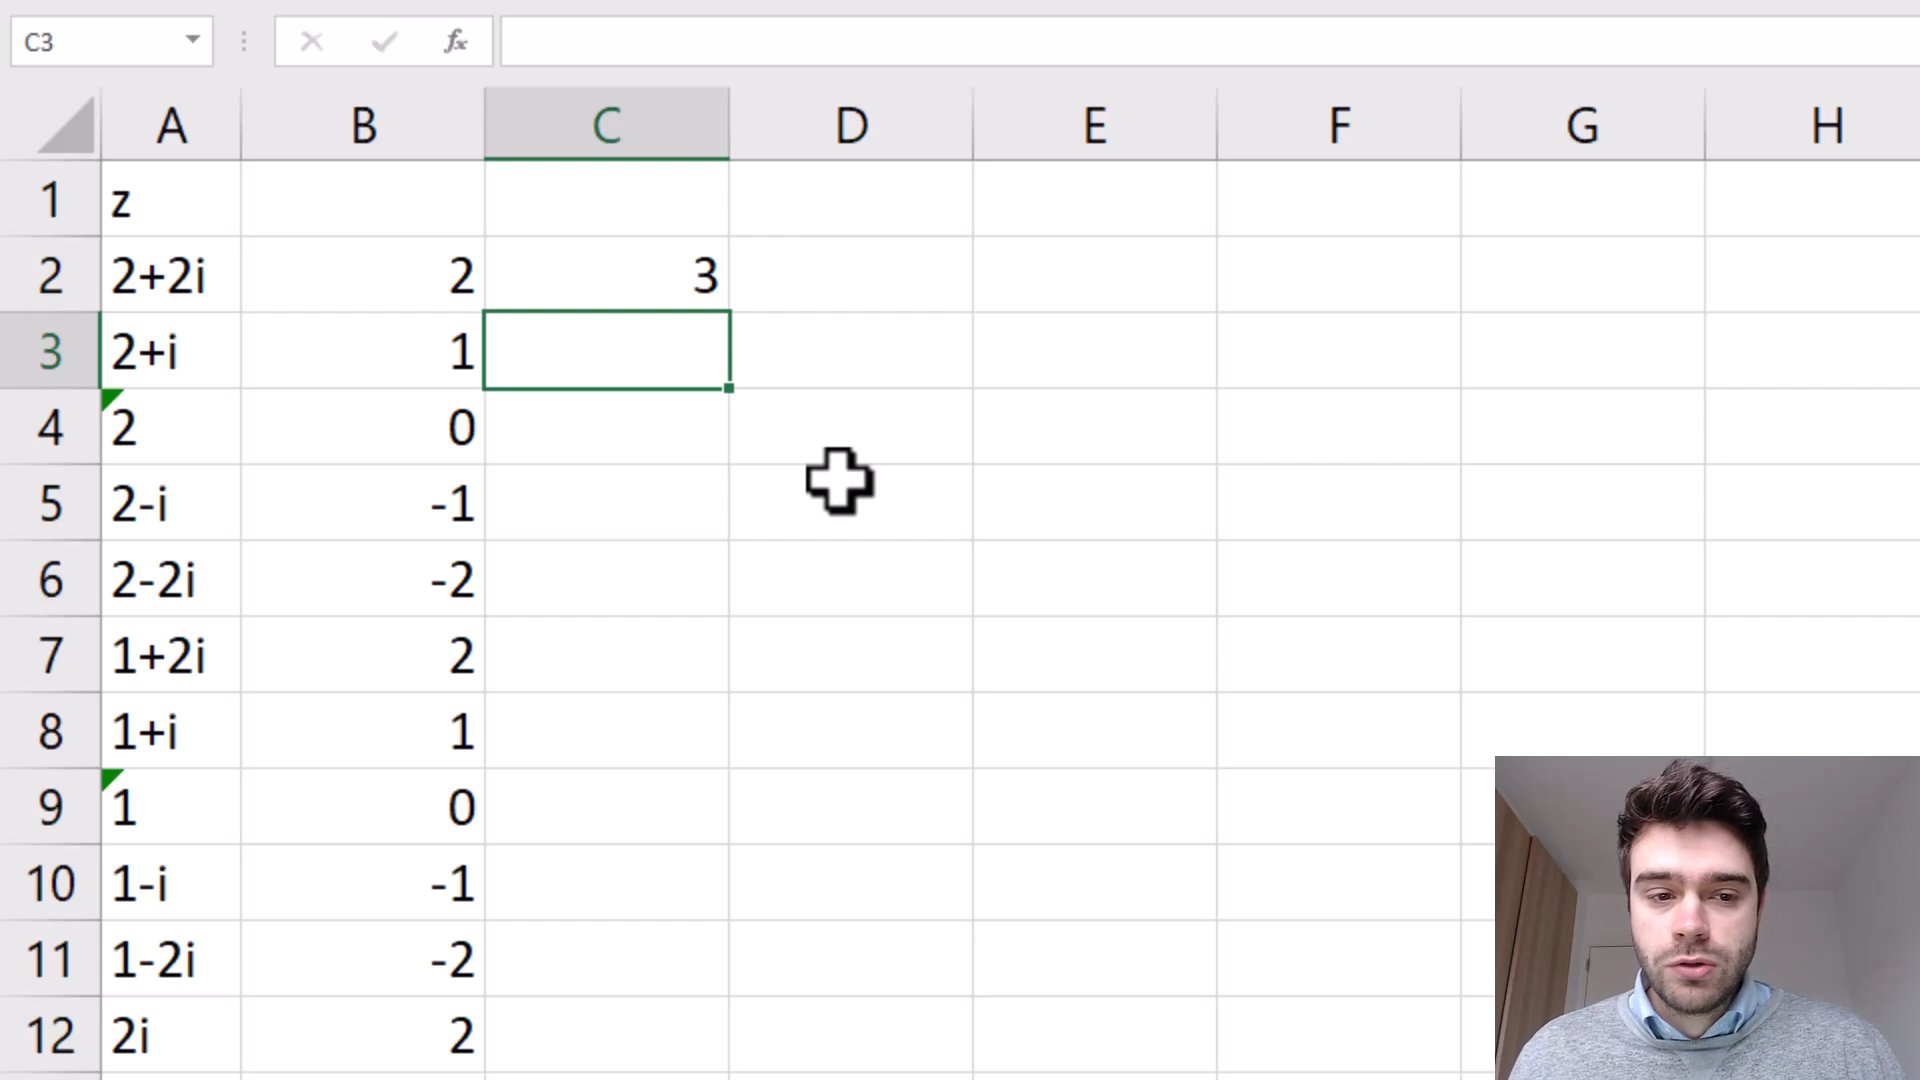 C3 fx
A B C D E F G H
1 z
2 2+2i 2 3
3 2+i 1
4 2 0
5 2-i -1
6 2-2i -2
7 1+2i 2
8 1+i 1
9 1 0
10 1-i -1
11 1-2i -2
12 2i 2